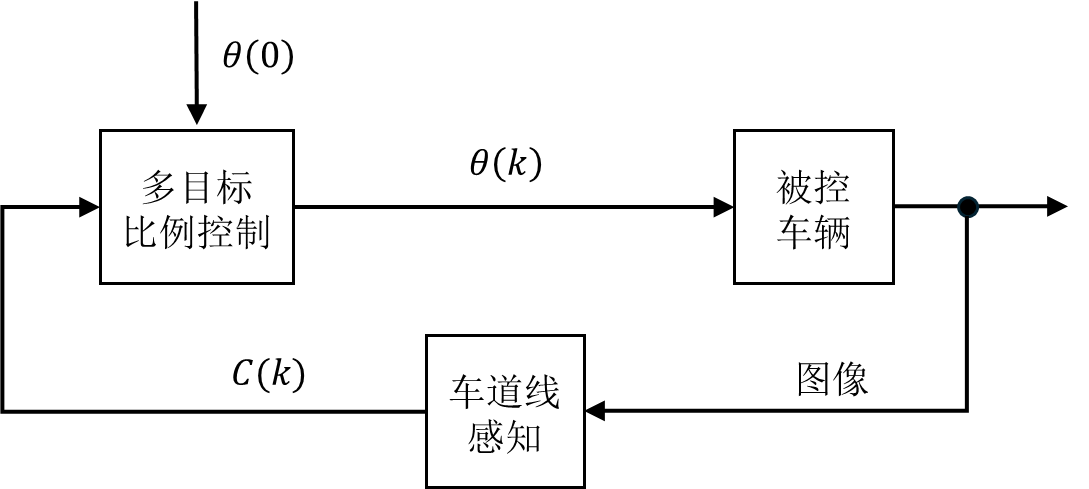 θ(0)
多目标
比例控制
θ(k)
被控
车辆
C(k)
车道线
感知
图像